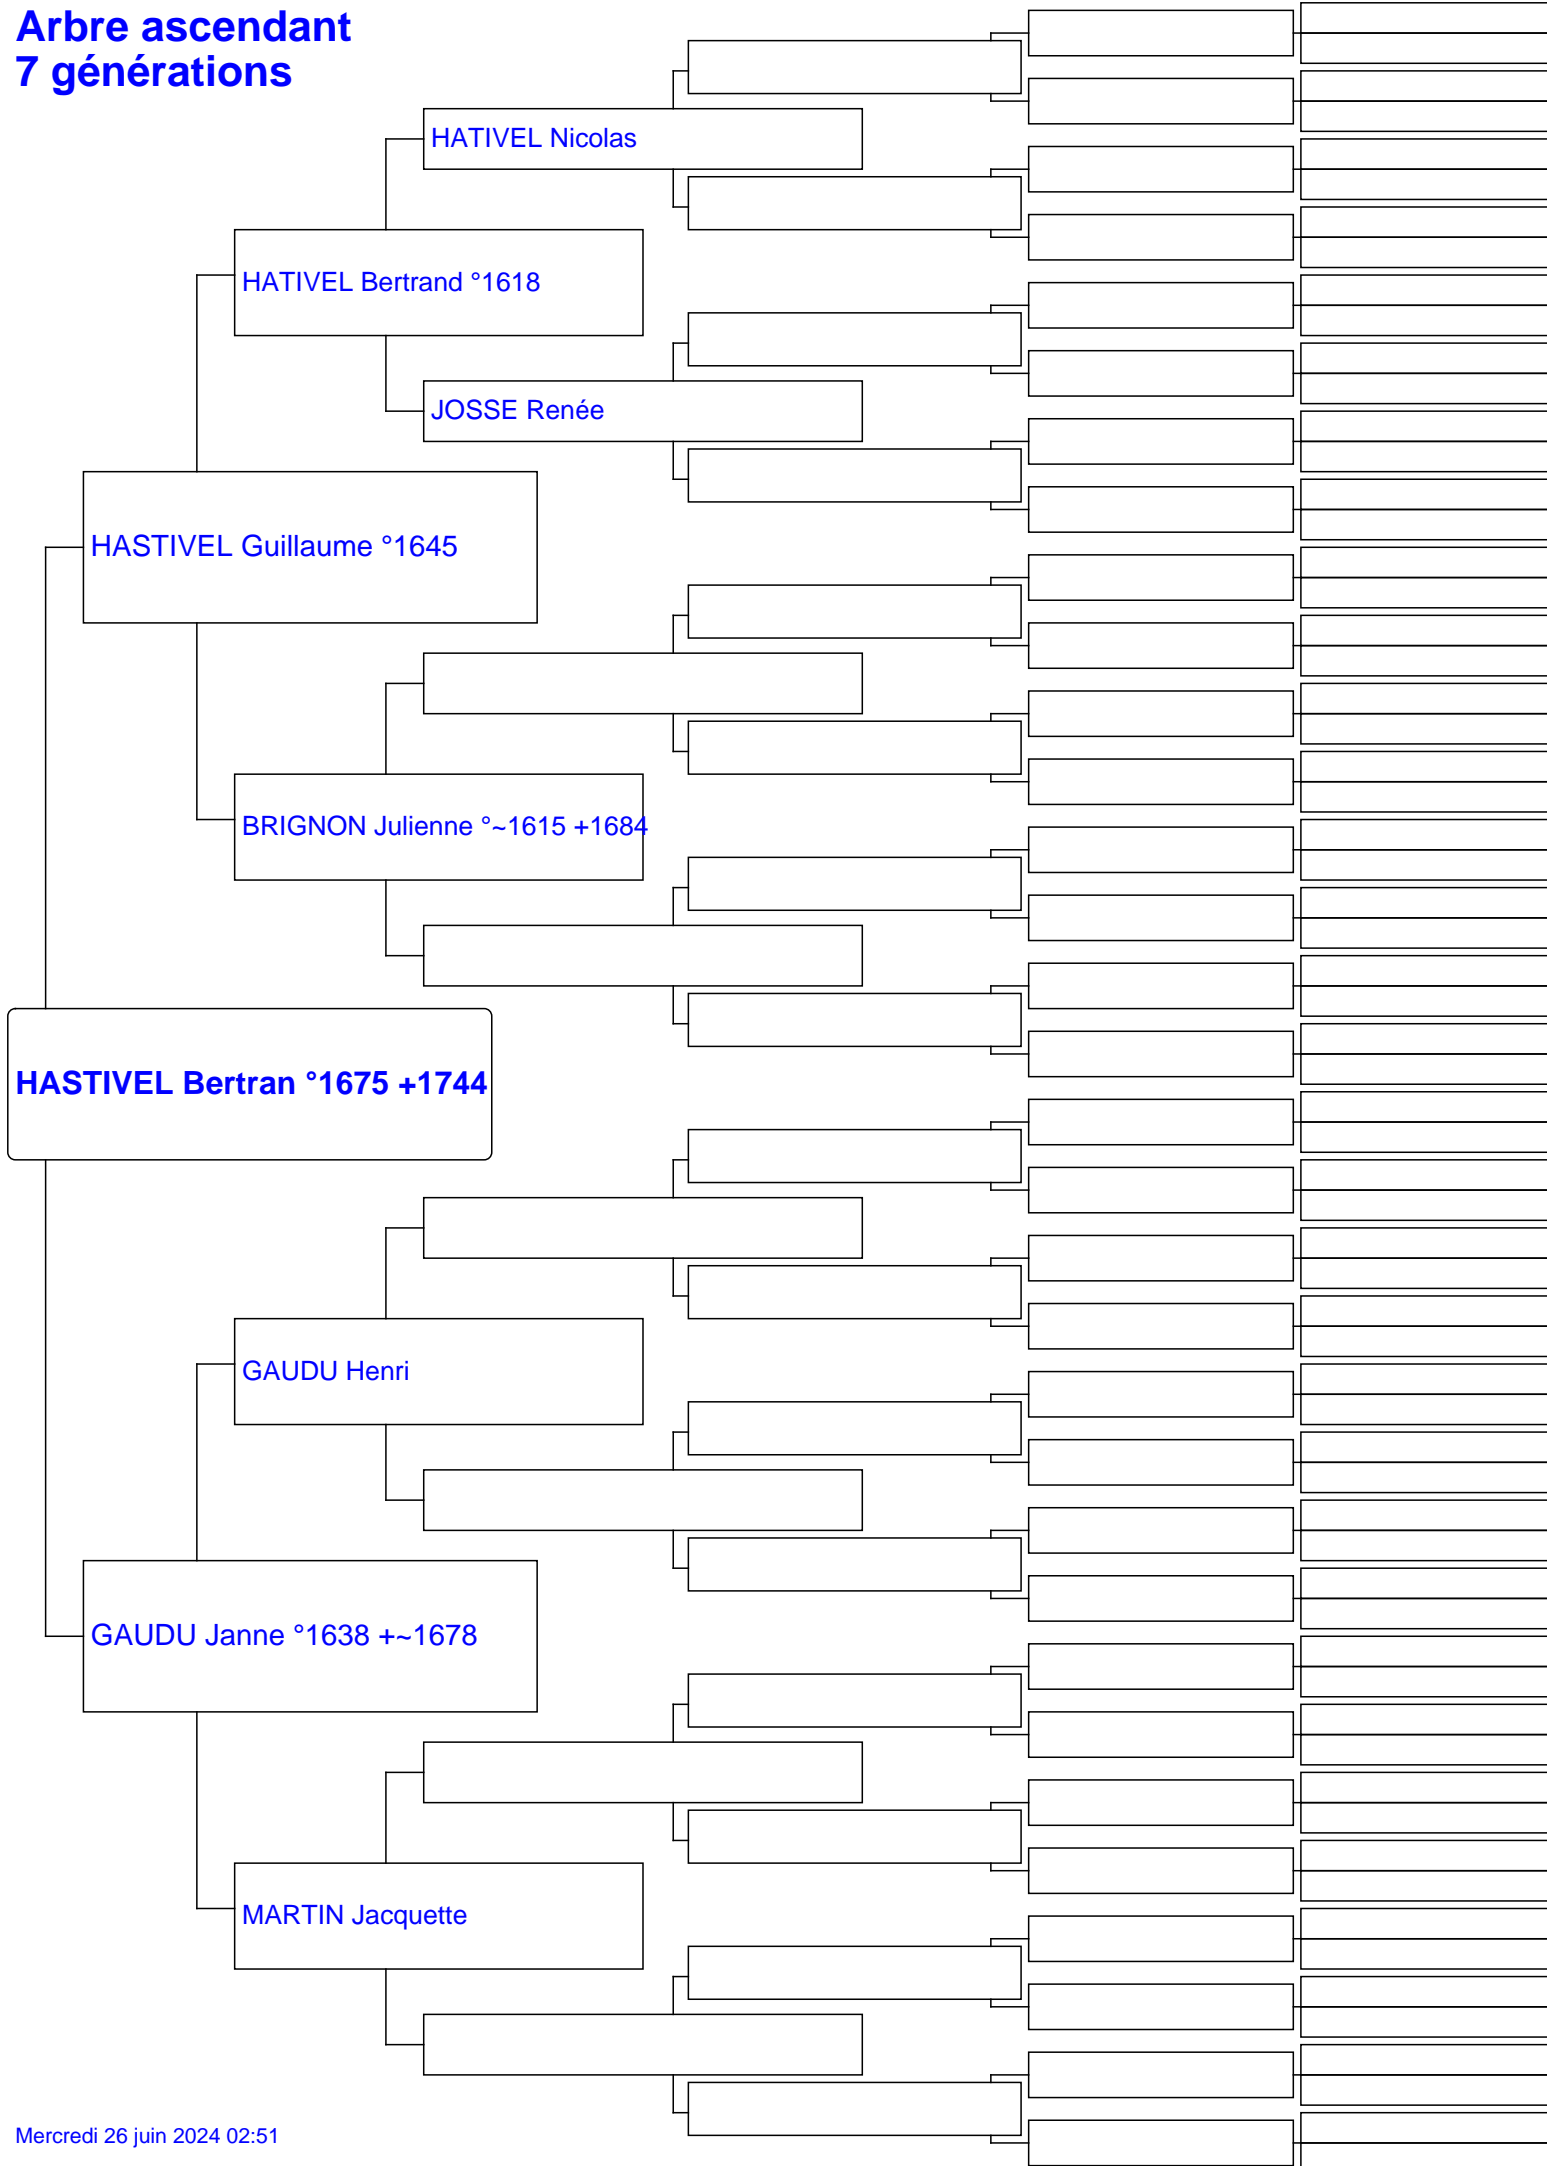 Arbre ascendant
7 générations
HATIVEL Nicolas
HATIVEL Bertrand °1618
JOSSE Renée
HASTIVEL Guillaume °1645
BRIGNON Julienne °~1615 +1684
HASTIVEL Bertran °1675 +1744
GAUDU Henri
GAUDU Janne °1638 +~1678
MARTIN Jacquette
Mercredi 26 juin 2024 02:51